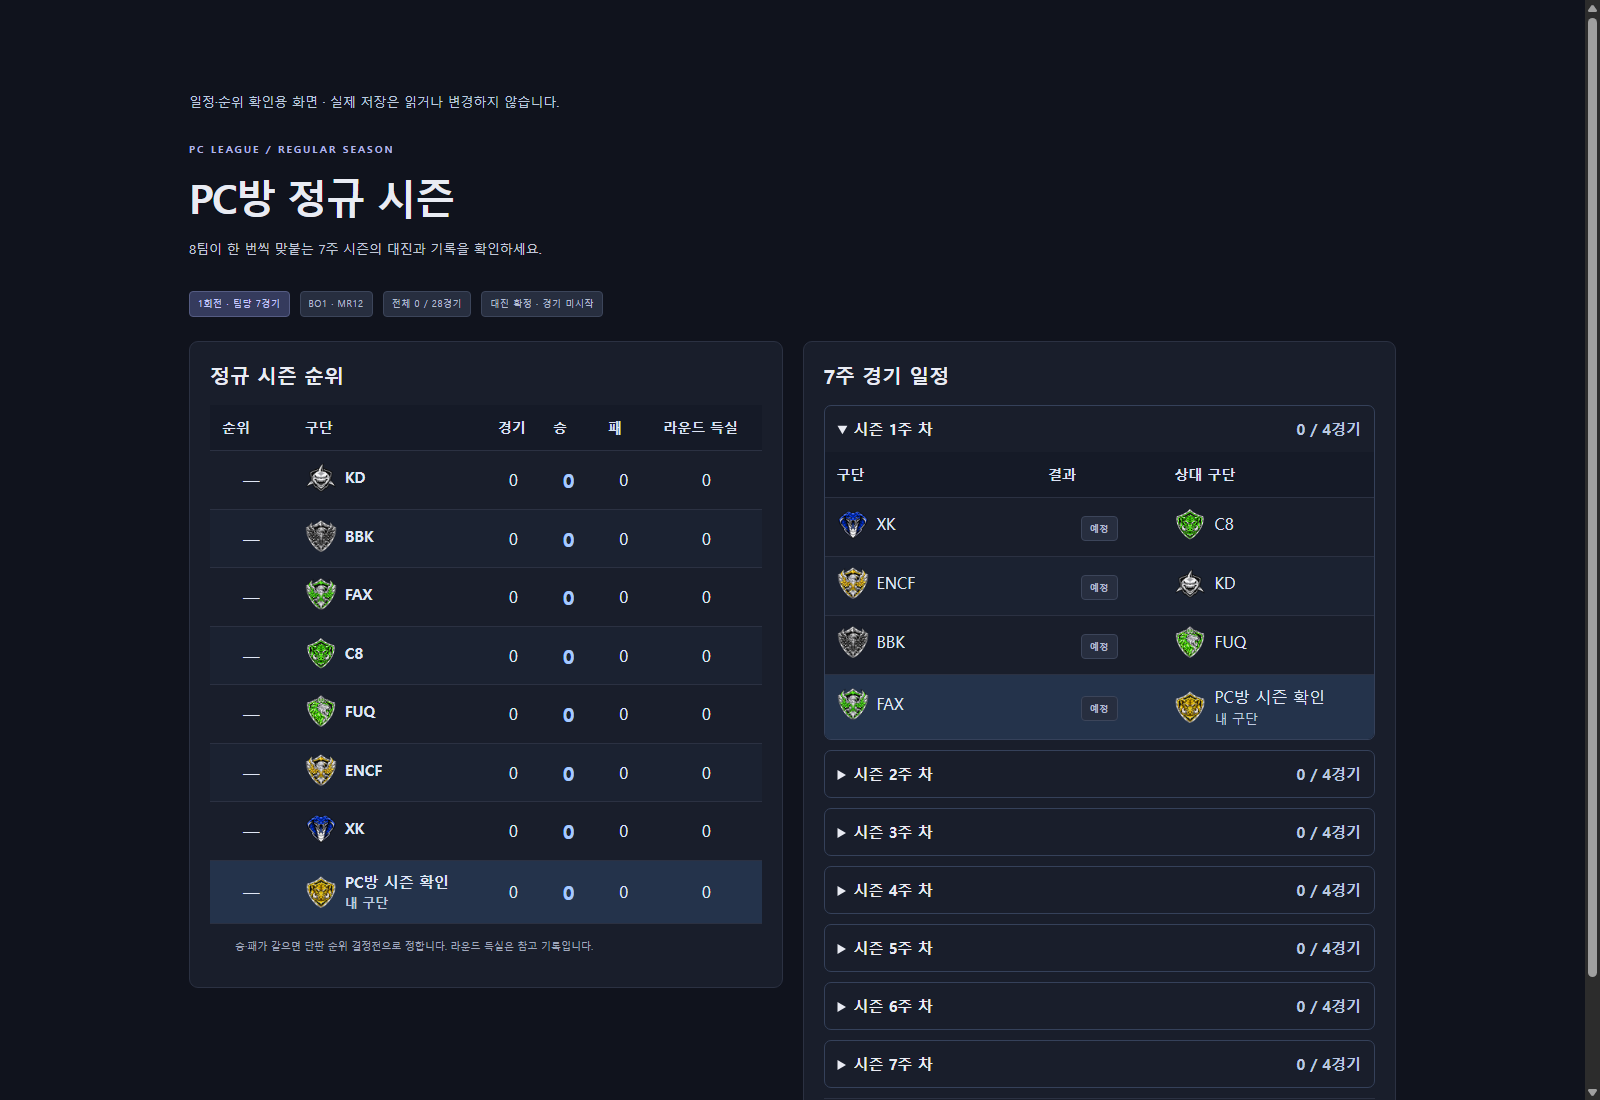 일정·순위 확인용 화면 · 실제 저장은 읽거나 변경하지 않습니다.
PC LEAGUE / REGULAR SEASON
PC방 정규 시즌
8팀이 한 번씩 맞붙는 7주 시즌의 대진과 기록을 확인하세요.
1회전 · 팀당 7경기
BO1 · MR12
전체 0 / 28경기
대진 확정 · 경기 미시작
정규 시즌 순위
순위 구단 경기 승 패 라운드 득실
— KD 0 0 0 0
— BBK 0 0 0 0
— FAX 0 0 0 0
— C8 0 0 0 0
— FUQ 0 0 0 0
— ENCF 0 0 0 0
— XK 0 0 0 0
— PC방 시즌 확인 0 0 0 0
내 구단
승·패가 같으면 단판 순위 결정전으로 정합니다. 라운드 득실은 참고 기록입니다.
7주 경기 일정
▼ 시즌 1주 차 0 / 4경기
구단 결과 상대 구단
XK 예정 C8
ENCF 예정 KD
BBK 예정 FUQ
FAX 예정 PC방 시즌 확인
내 구단
▶ 시즌 2주 차 0 / 4경기
▶ 시즌 3주 차 0 / 4경기
▶ 시즌 4주 차 0 / 4경기
▶ 시즌 5주 차 0 / 4경기
▶ 시즌 6주 차 0 / 4경기
▶ 시즌 7주 차 0 / 4경기